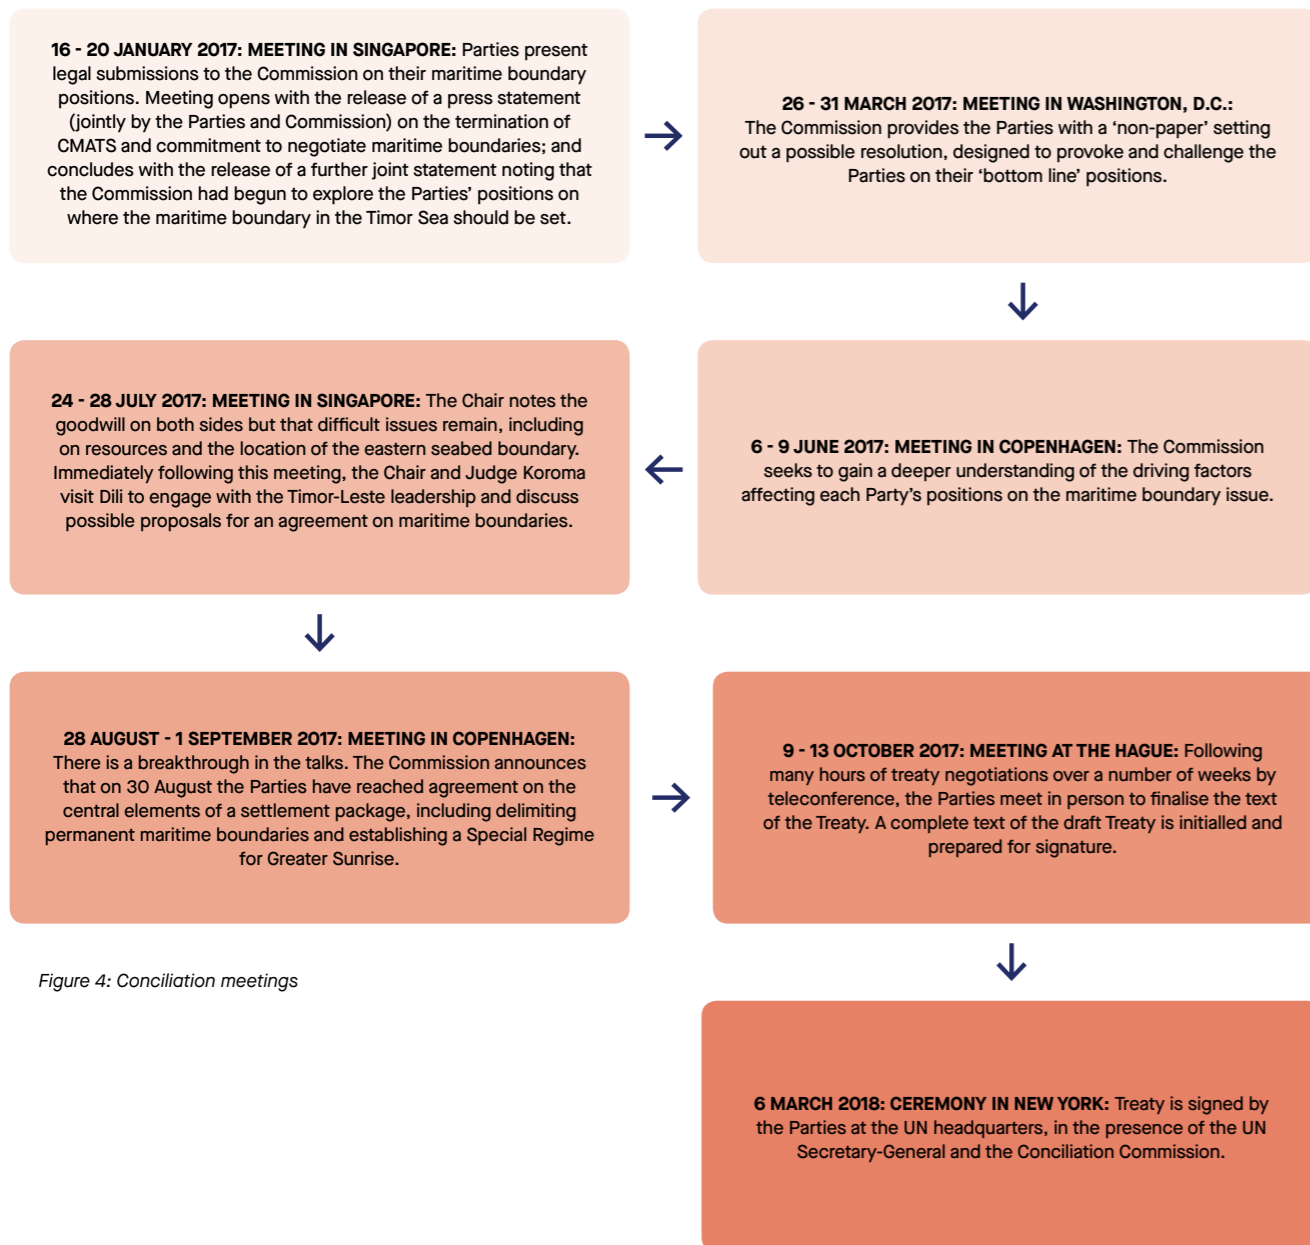 16 - 20 JANUARY 2017: MEETING IN SINGAPORE: Parties present
legal submissions to the Commission on their maritime boundary
positions. Meeting opens with the release of a press statement
(jointly by the Parties and Commission) on the termination of
CMATS and commitment to negotiate maritime boundaries; and
concludes with the release of a further joint statement noting that
the Commission had begun to explore the Parties’ positions on
where the maritime boundary in the Timor Sea should be set.
26 - 31 MARCH 2017: MEETING IN WASHINGTON, D.C.:
The Commission provides the Parties with a ‘non-paper’ setting
out a possible resolution, designed to provoke and challenge the
Parties on their ‘bottom line’ positions.
6 - 9 JUNE 2017: MEETING IN COPENHAGEN: The Commission
seeks to gain a deeper understanding of the driving factors
affecting each Party’s positions on the maritime boundary issue.
24 - 28 JULY 2017: MEETING IN SINGAPORE: The Chair notes the
goodwill on both sides but that difficult issues remain, including
on resources and the location of the eastern seabed boundary.
Immediately following this meeting, the Chair and Judge Koroma
visit Dili to engage with the Timor-Leste leadership and discuss
possible proposals for an agreement on maritime boundaries.
28 AUGUST - 1 SEPTEMBER 2017: MEETING IN COPENHAGEN:
There is a breakthrough in the talks. The Commission announces
that on 30 August the Parties have reached agreement on the
central elements of a settlement package, including delimiting
permanent maritime boundaries and establishing a Special Regime
for Greater Sunrise.
9 - 13 OCTOBER 2017: MEETING AT THE HAGUE: Following
many hours of treaty negotiations over a number of weeks by
teleconference, the Parties meet in person to finalise the text
of the Treaty. A complete text of the draft Treaty is initialled and
prepared for signature.
6 MARCH 2018: CEREMONY IN NEW YORK: Treaty is signed by
the Parties at the UN headquarters, in the presence of the UN
Secretary-General and the Conciliation Commission.
Figure 4: Conciliation meetings